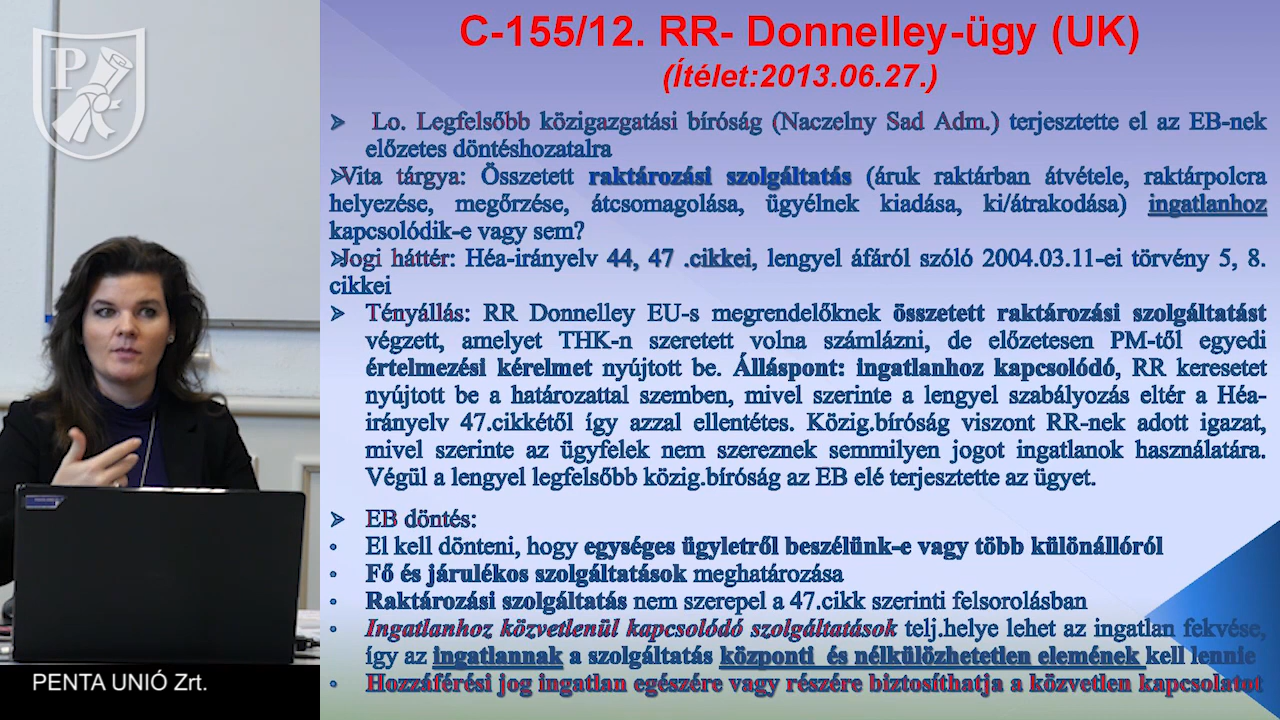 P
C-155/12. RR- Donnelley-ügy (UK)
(Ítélet:2013.06.27.)
➢ Lo. Legfelsőbb közigazgatási bíróság (Naczelny Sad Adm.) terjesztette el az EB-nek
előzetes döntéshozatalra
➢Vita tárgya: Összetett raktározási szolgáltatás (áruk raktárban átvétele, raktárpolcra
helyezése, megőrzése, átcsomagolása, ügyélnek kiadása, ki/átrakodása) ingatlanhoz
kapcsolódik-e vagy sem?
➢Jogi háttér: Héa-irányelv 44, 47 .cikkei, lengyel áfáról szóló 2004.03.11-ei törvény 5, 8.
cikkei
➢ Tényállás: RR Donnelley EU-s megrendelőknek összetett raktározási szolgáltatást
végzett, amelyet THK-n szeretett volna számlázni, de előzetesen PM-től egyedi
értelmezési kérelmet nyújtott be. Álláspont: ingatlanhoz kapcsolódó, RR keresetet
nyújtott be a határozattal szemben, mivel szerinte a lengyel szabályozás eltér a Héa-
irányelv 47.cikkétől így azzal ellentétes. Közig.bíróság viszont RR-nek adott igazat,
mivel szerinte az ügyfelek nem szereznek semmilyen jogot ingatlanok használatára.
Végül a lengyel legfelsőbb közig.bíróság az EB elé terjesztette az ügyet.
➢ EB döntés:
• El kell dönteni, hogy egységes ügyletről beszélünk-e vagy több különállóról
• Fő és járulékos szolgáltatások meghatározása
• Raktározási szolgáltatás nem szerepel a 47.cikk szerinti felsorolásban
• Ingatlanhoz közvetlenül kapcsolódó szolgáltatások telj.helye lehet az ingatlan fekvése,
így az ingatlannak a szolgáltatás központi és nélkülözhetetlen elemének kell lennie
• Hozzáférési jog ingatlan egészére vagy részére biztosíthatja a közvetlen kapcsolatot
PENTA UNIÓ Zrt.